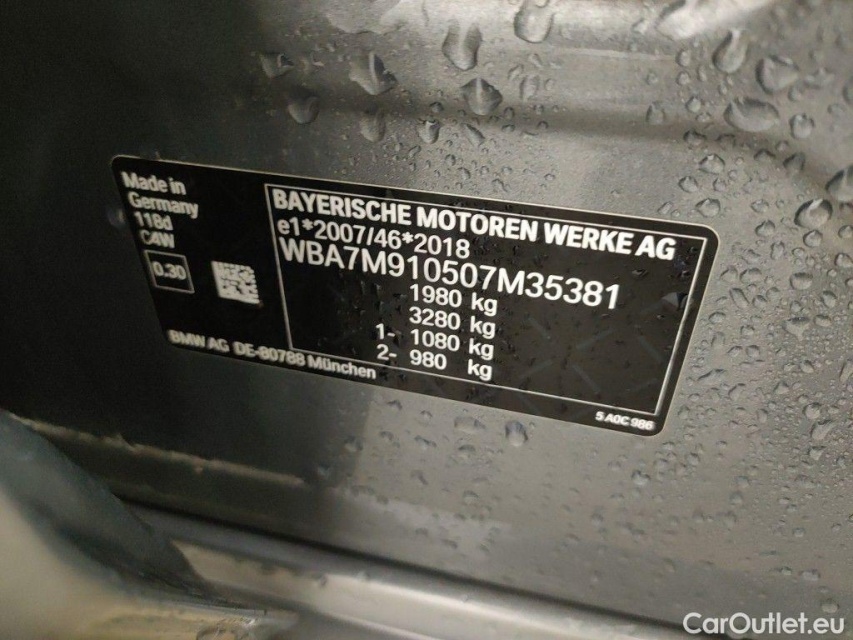 Made in
Germany
118d
C4W
0.30
BMW AG DE-80788 München
BAYERISCHE MOTOREN WERKE AG
e1*2007/46*2018
WBA7M910507M35381
1980 kg
3280 kg
1- 1080 kg
2- 980 kg
5 A0C 986
CarOutlet.eu